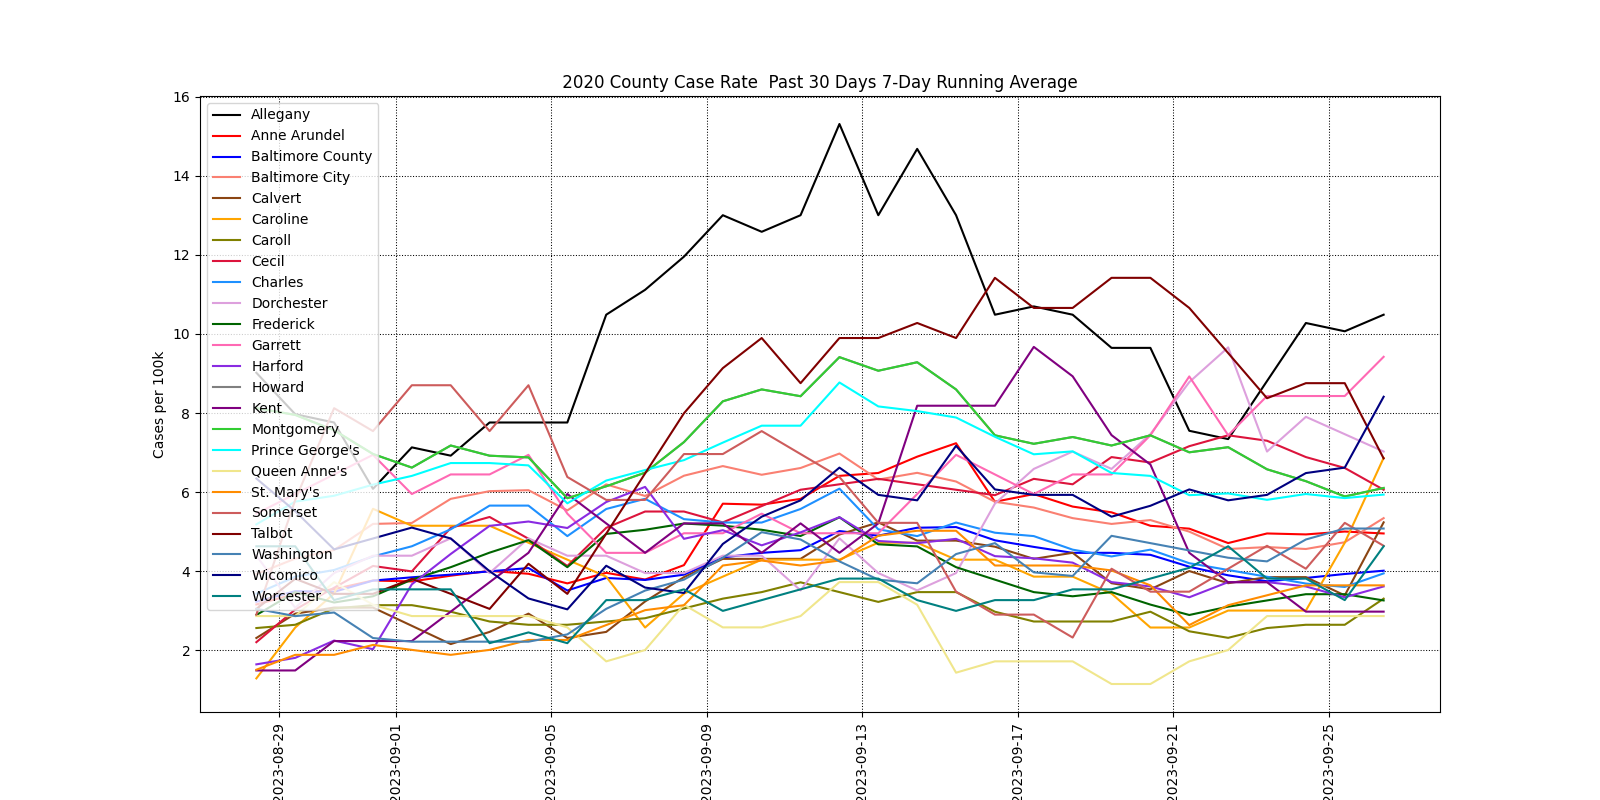 2020 County Case Rate  Past 30 Days 7-Day Running Average
Cases per 100k
16
14
12
10
8
6
4
2
Allegany
Anne Arundel
Baltimore County
Baltimore City
Calvert
Caroline
Caroll
Cecil
Charles
Dorchester
Frederick
Garrett
Harford
Howard
Kent
Montgomery
Prince George's
Queen Anne's
St. Mary's
Somerset
Talbot
Washington
Wicomico
Worcester
2023-08-29
2023-09-01
2023-09-05
2023-09-09
2023-09-13
2023-09-17
2023-09-21
2023-09-25